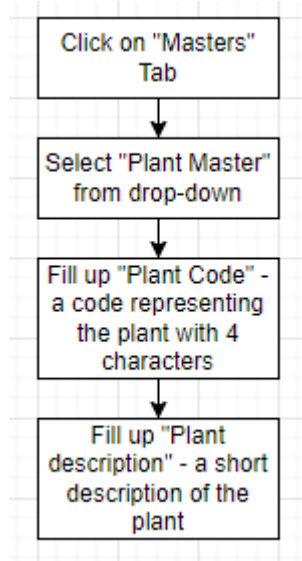 Click on "Masters"
Tab
Select "Plant Master"
from drop-down
Fill up "Plant Code" -
a code representing
the plant with 4
characters
Fill up "Plant
description" - a short
description of the
plant